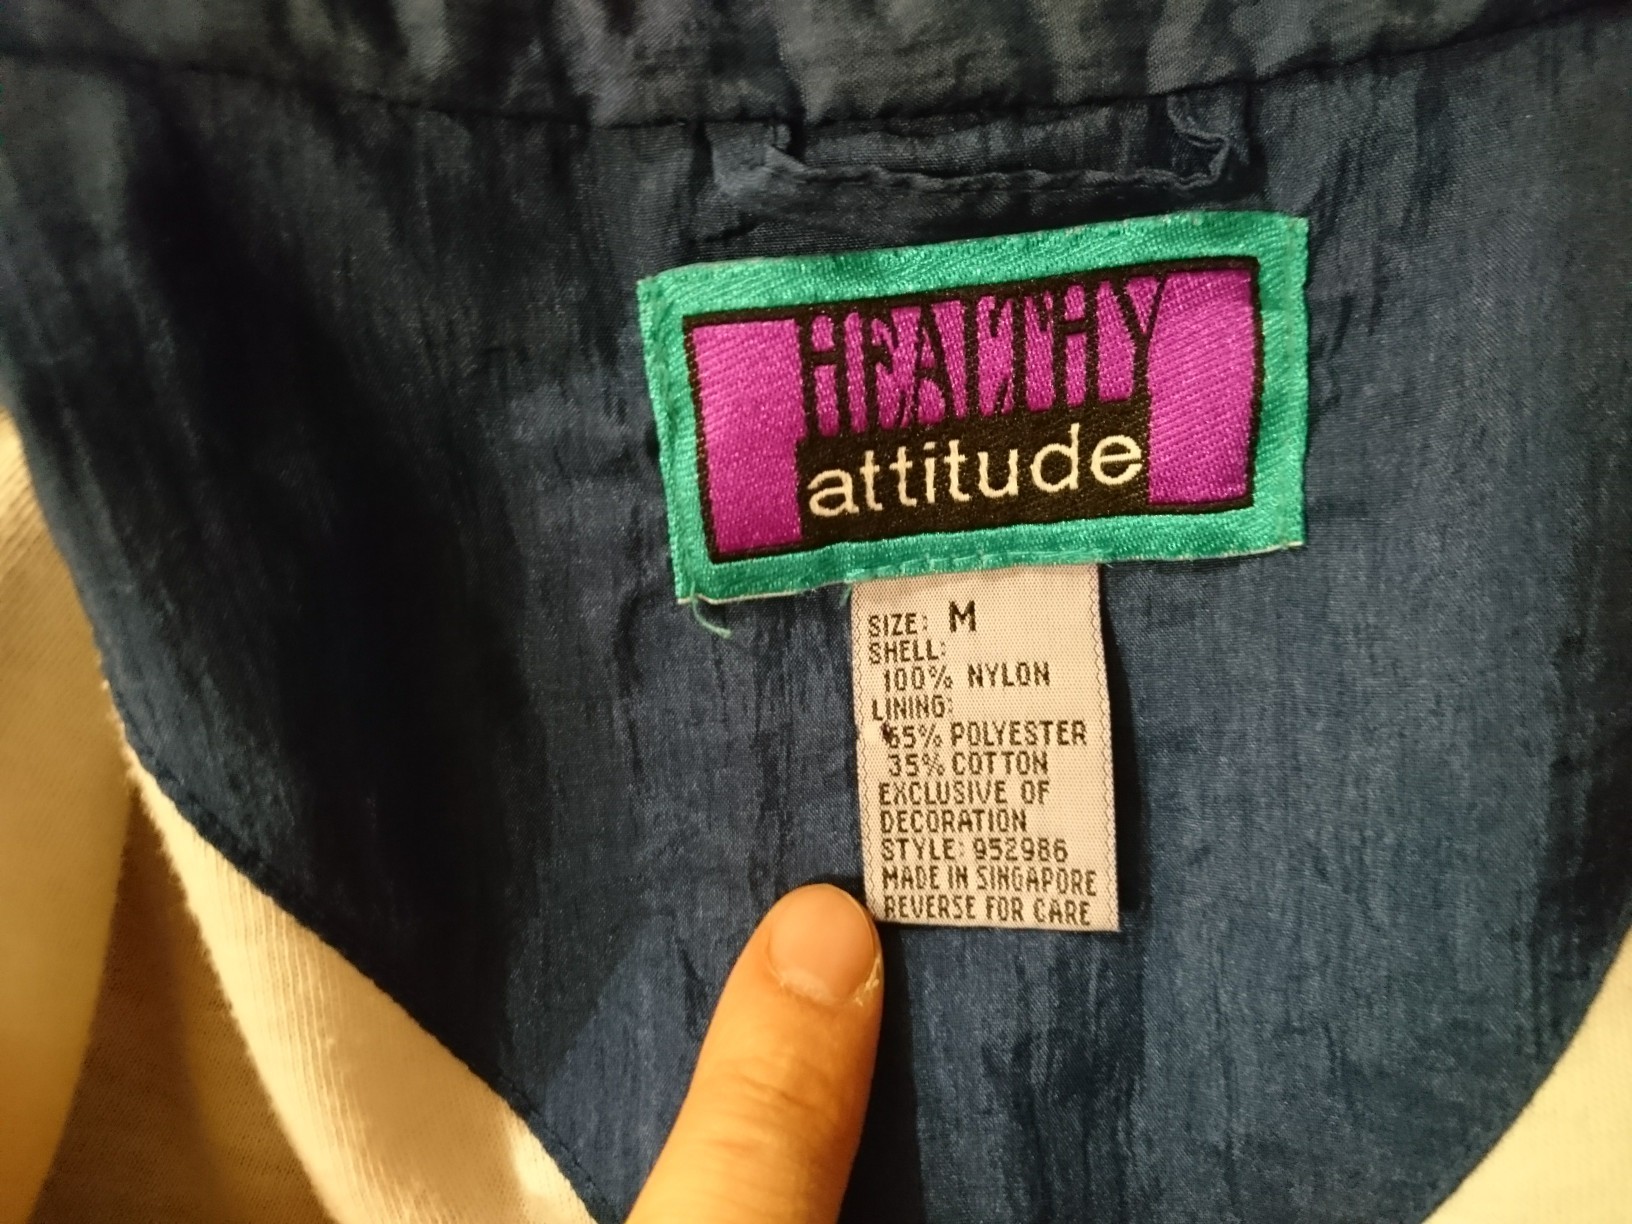 HEALTHY
attitude
SIZE: M
SHELL:
100% NYLON
LINING:
65% POLYESTER
35% COTTON
EXCLUSIVE OF
DECORATION
STYLE: 952986
MADE IN SINGAPORE
REVERSE FOR CARE